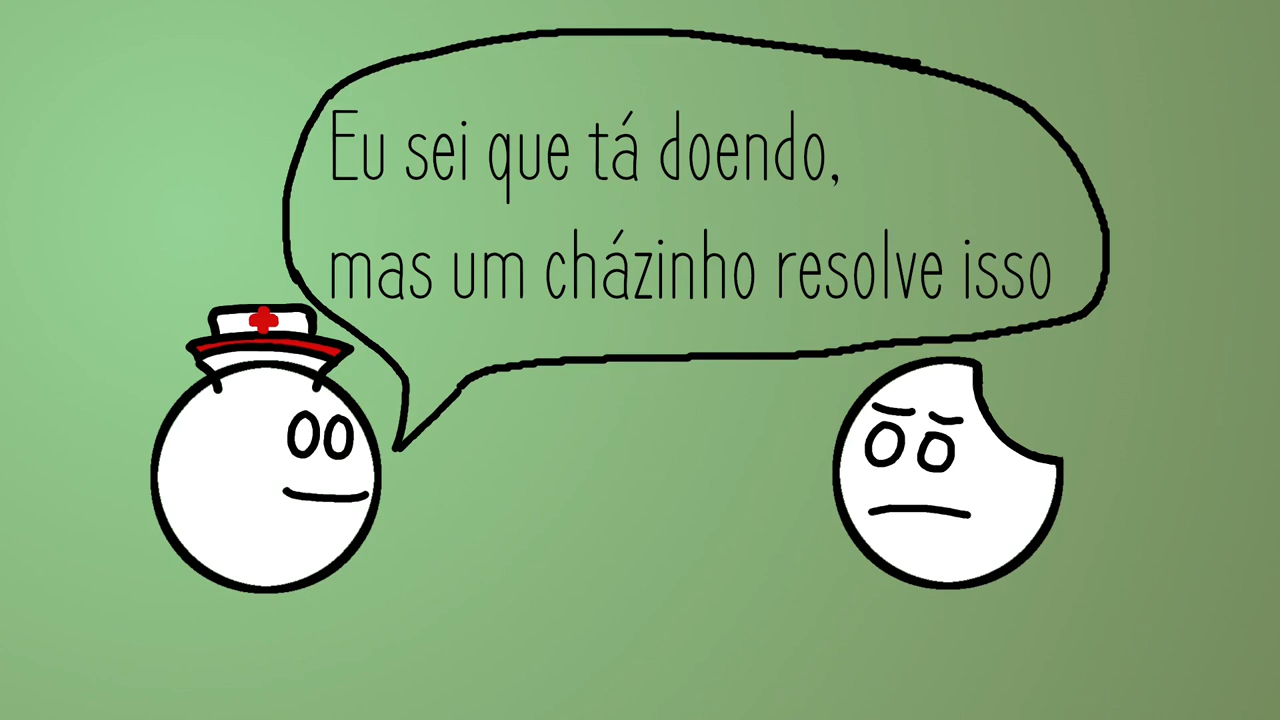 Eu sei que tá doendo,
mas um cházinho resolve isso